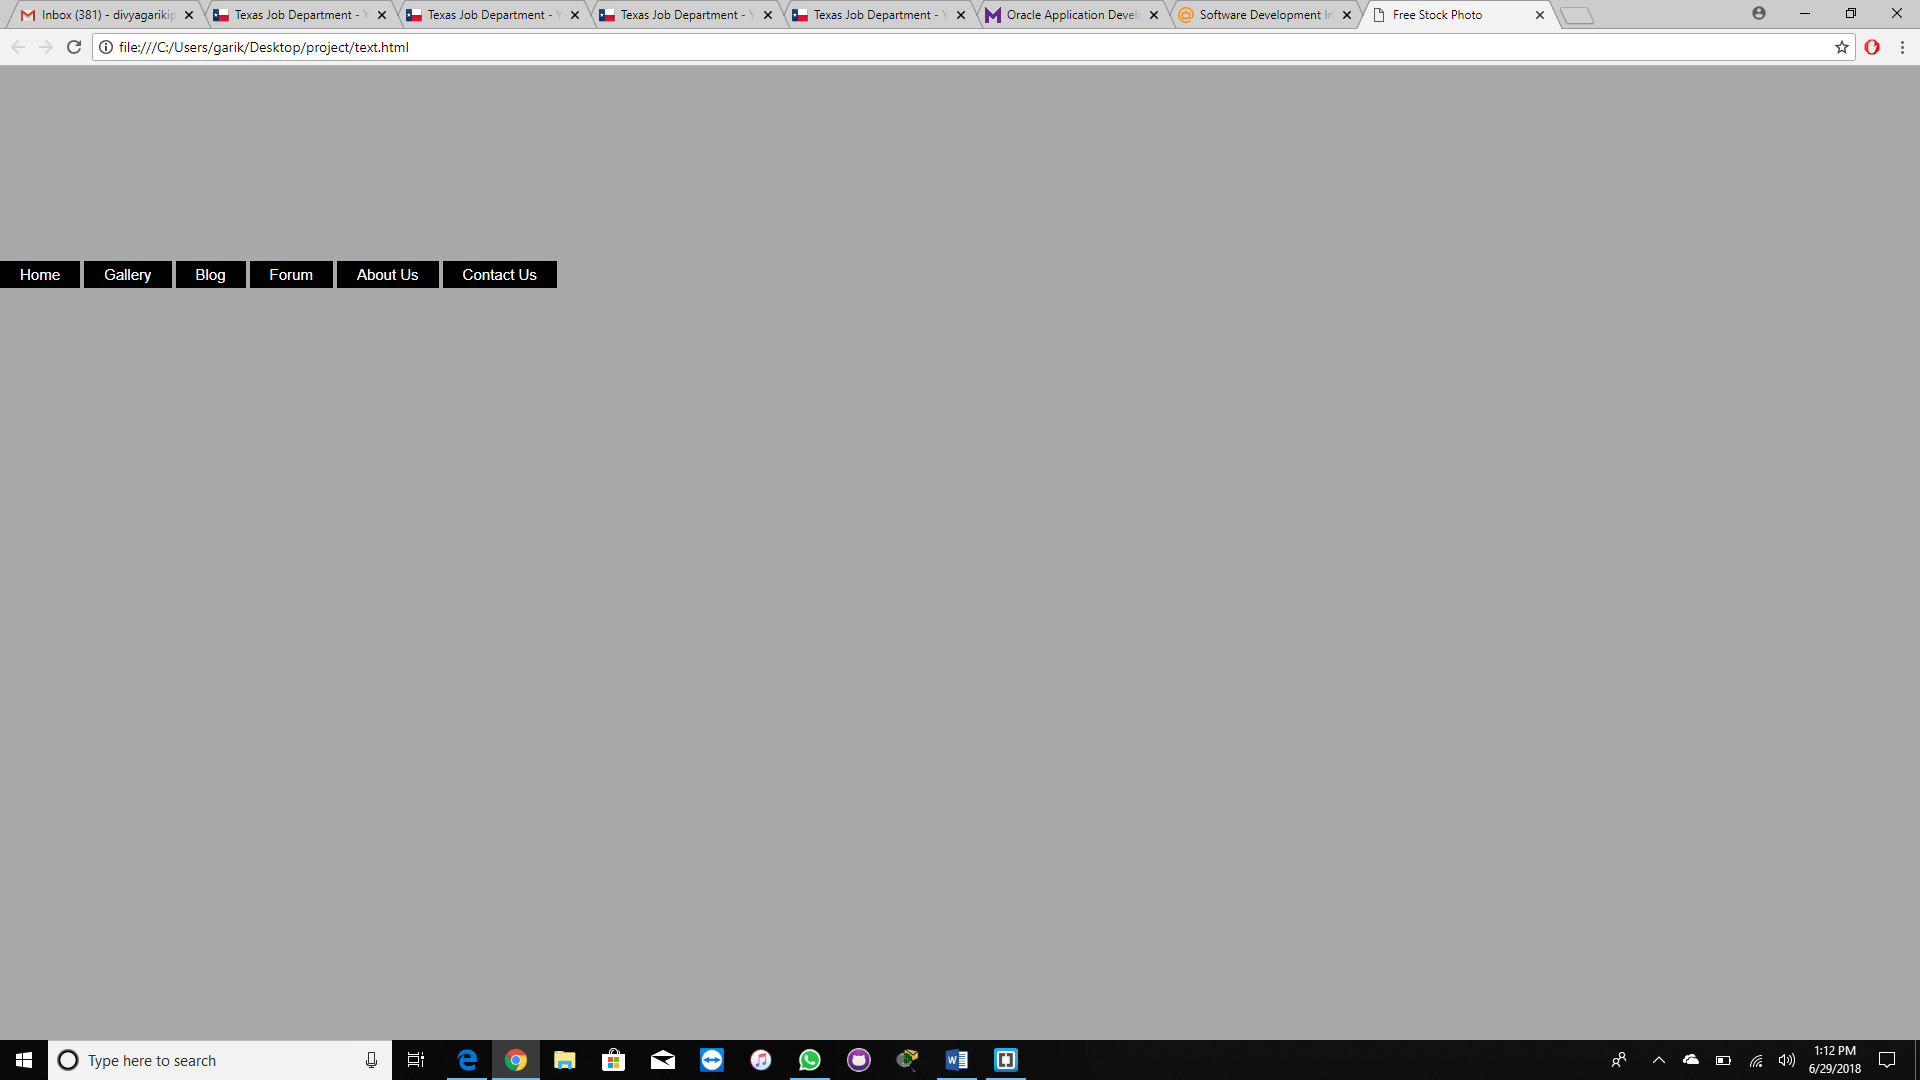 Inbox (381) - divyagarikip
Texas Job Department - Y
Texas Job Department - Y
Texas Job Department - Y
Texas Job Department - Y
Oracle Application Devel
Software Development In
Free Stock Photo
file:///C:/Users/garik/Desktop/project/text.html
Home Gallery Blog Forum About Us Contact Us
Type here to search
1:12 PM
6/29/2018